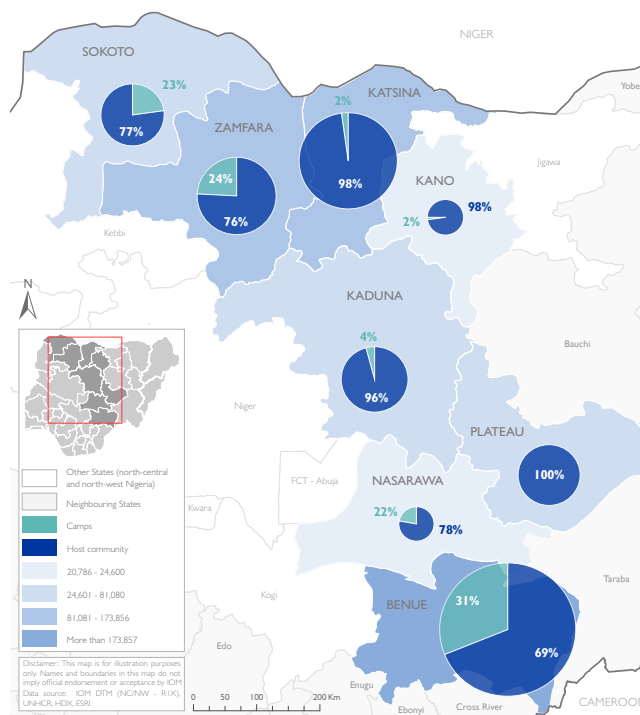 NIGER
SOKOTO
23%
77%
Yobe
KATSINA
2%
98%
ZAMFARA
24%
76%
Jigawa
KANO
98%
2%
Kebbi
N
KADUNA
4%
96%
Bauchi
Niger
PLATEAU
100%
FCT - Abuja
NASARAWA
22%
78%
Kwara
Kogi
Taraba
BENUE
31%
69%
Edo
Enugu
Ebonyi
Cross River
CAMEROON
Other States (north-central
and north-west Nigeria)
Neighbouring States
Camps
Host community
20,786 - 24,600
24,601 - 81,080
81,081 - 173,856
More than 173,857
Disclaimer: This map is for illustration purposes
only. Names and boundaries in this map do not
imply official endorsement or acceptance by IOM
Data source: IOM DTM (NC/NW - R1X),
UNHCR, HDX, ESRI
0 50 100 200 Km